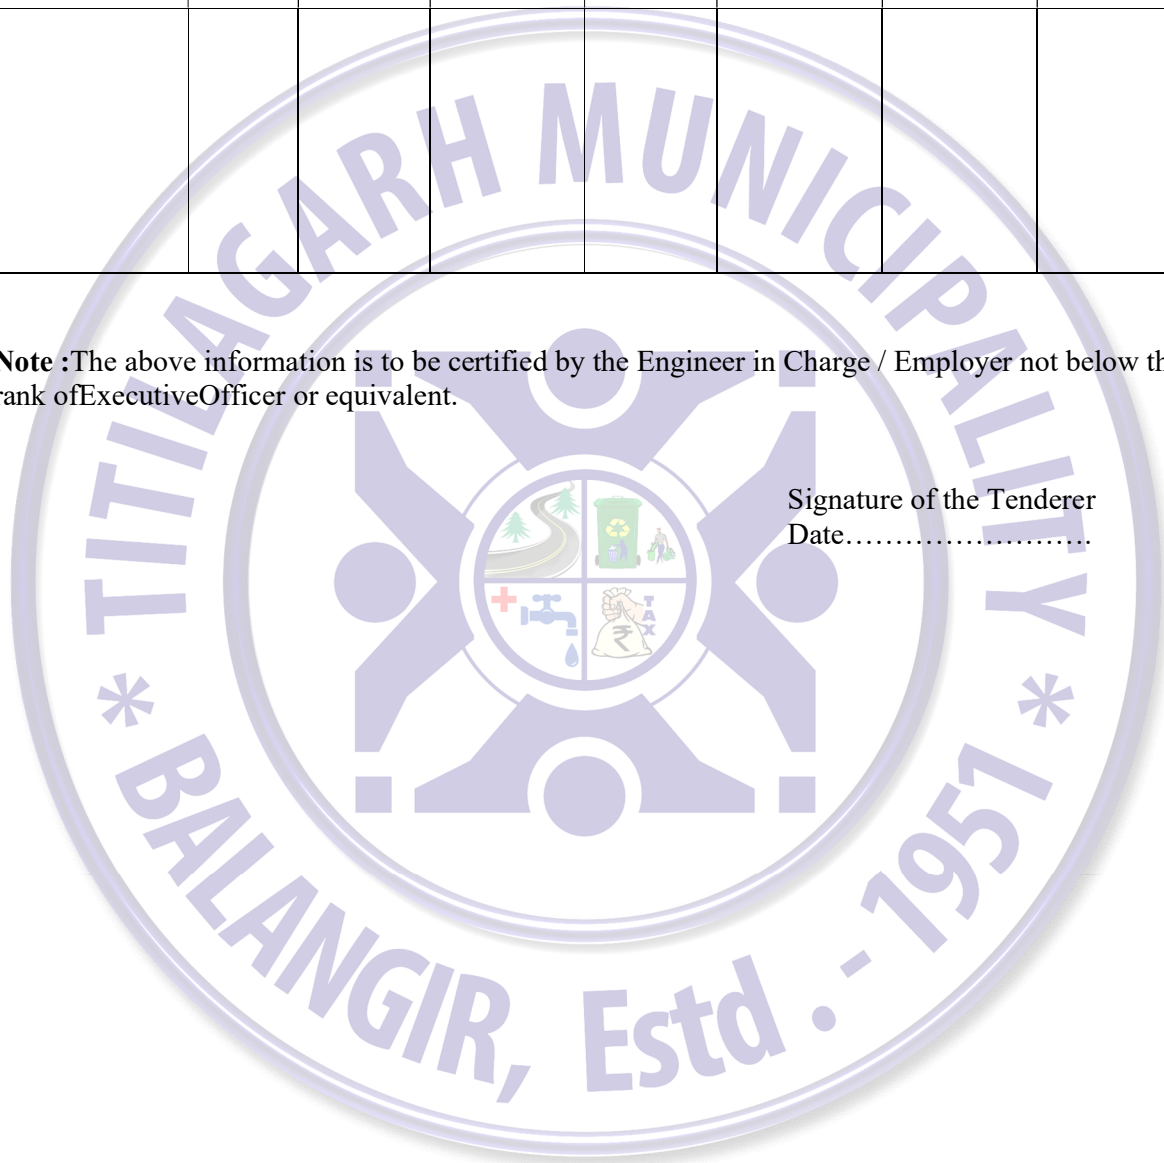 TITILAGARH MUNICIPALITY
Note :The above information is to be certified by the Engineer in Charge / Employer not below th
rank ofExecutiveOfficer or equivalent.
Signature of the Tenderer
Date……………………….
TAX
* BALANGIR, Estd . - 1951 *